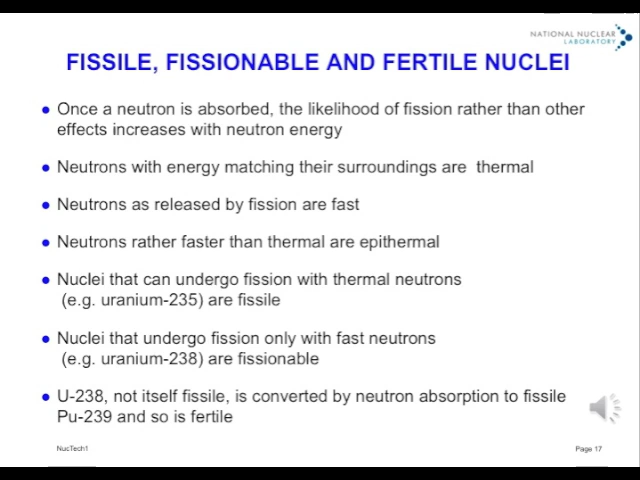 NATIONAL NUCLEAR
LABORATORY
FISSILE, FISSIONABLE AND FERTILE NUCLEI
● Once a neutron is absorbed, the likelihood of fission rather than other
effects increases with neutron energy
● Neutrons with energy matching their surroundings are thermal
● Neutrons as released by fission are fast
● Neutrons rather faster than thermal are epithermal
● Nuclei that can undergo fission with thermal neutrons
(e.g. uranium-235) are fissile
● Nuclei that undergo fission only with fast neutrons
(e.g. uranium-238) are fissionable
● U-238, not itself fissile, is converted by neutron absorption to fissile
Pu-239 and so is fertile
NucTech1
Page 17